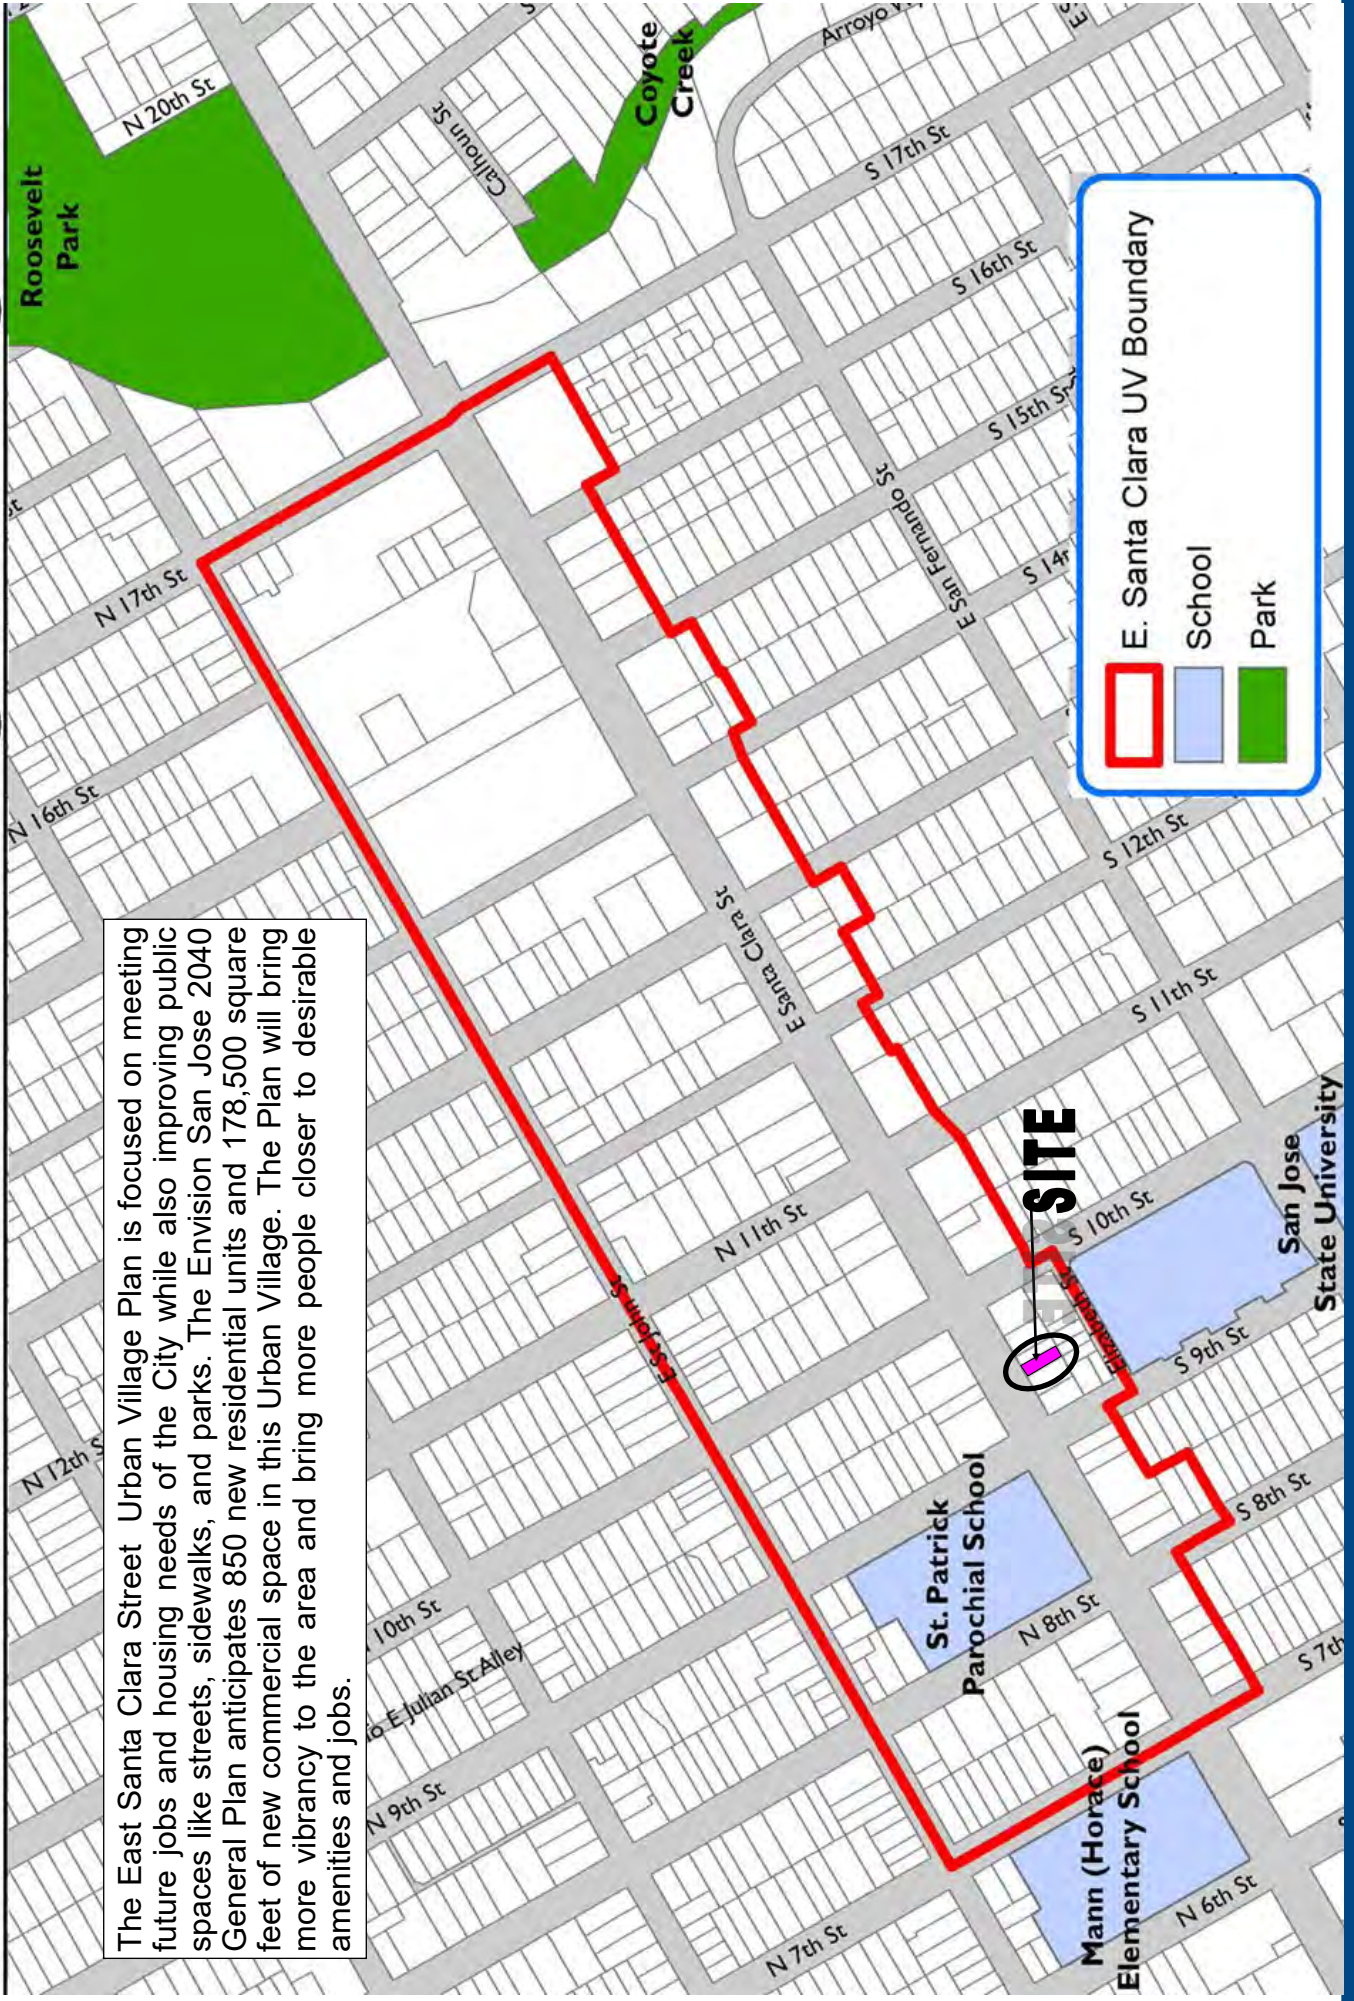 The East Santa Clara Street Urban Village Plan is focused on meeting
future jobs and housing needs of the City while also improving public
spaces like streets, sidewalks, and parks. The Envision San Jose 2040
General Plan anticipates 850 new residential units and 178,500 square
feet of new commercial space in this Urban Village. The Plan will bring
more vibrancy to the area and bring more people closer to desirable
amenities and jobs.
Roosevelt
Park
N 20th St
Calhoun St
Coyote
Creek
Arroyo
S 17th St
S 16th St
S 15th St
E San Fernando St
S 12th St
S 11th St
N 17th St
N 16th St
E Santa Clara St
N 12th S
N 11th St
E St John St
SITE
S 10th St
Elizabeth St
San Jose
State University
S 9th St
10th St
to E Julian St Alley
N 9th St
St. Patrick
Parochial School
N 8th St
S 8th St
S 7th
Mann (Horace)
Elementary School
N 7th St
N 6th St
E. Santa Clara UV Boundary
School
Park